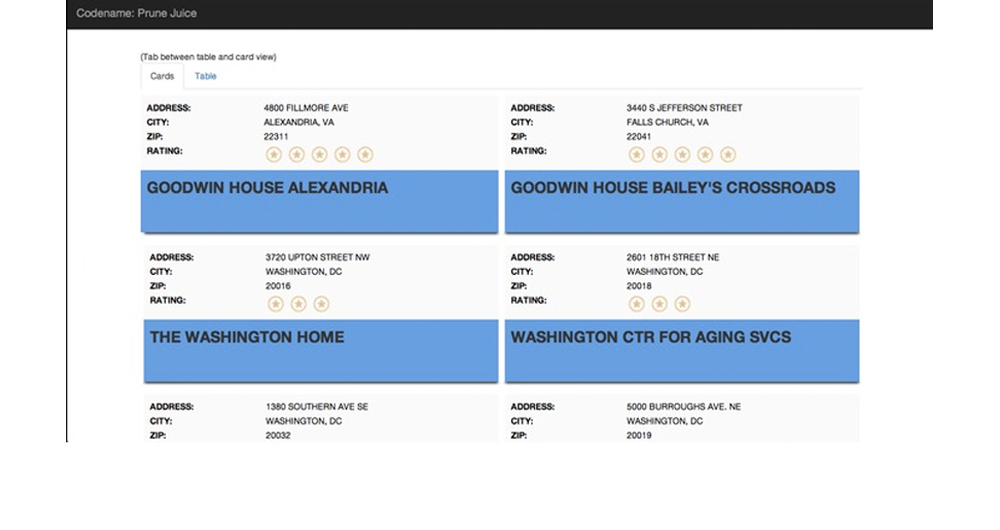 Codename: Prune Juice
(Tab between table and card view)
Cards Table
ADDRESS: 4800 FILLMORE AVE
CITY: ALEXANDRIA, VA
ZIP: 22311
RATING:
GOODWIN HOUSE ALEXANDRIA
ADDRESS: 3440 S JEFFERSON STREET
CITY: FALLS CHURCH, VA
ZIP: 22041
RATING:
GOODWIN HOUSE BAILEY'S CROSSROADS
ADDRESS: 3720 UPTON STREET NW
CITY: WASHINGTON, DC
ZIP: 20016
RATING:
THE WASHINGTON HOME
ADDRESS: 2601 18TH STREET NE
CITY: WASHINGTON, DC
ZIP: 20018
RATING:
WASHINGTON CTR FOR AGING SVCS
ADDRESS: 1380 SOUTHERN AVE SE
CITY: WASHINGTON, DC
ZIP: 20032
ADDRESS: 5000 BURROUGHS AVE. NE
CITY: WASHINGTON, DC
ZIP: 20019